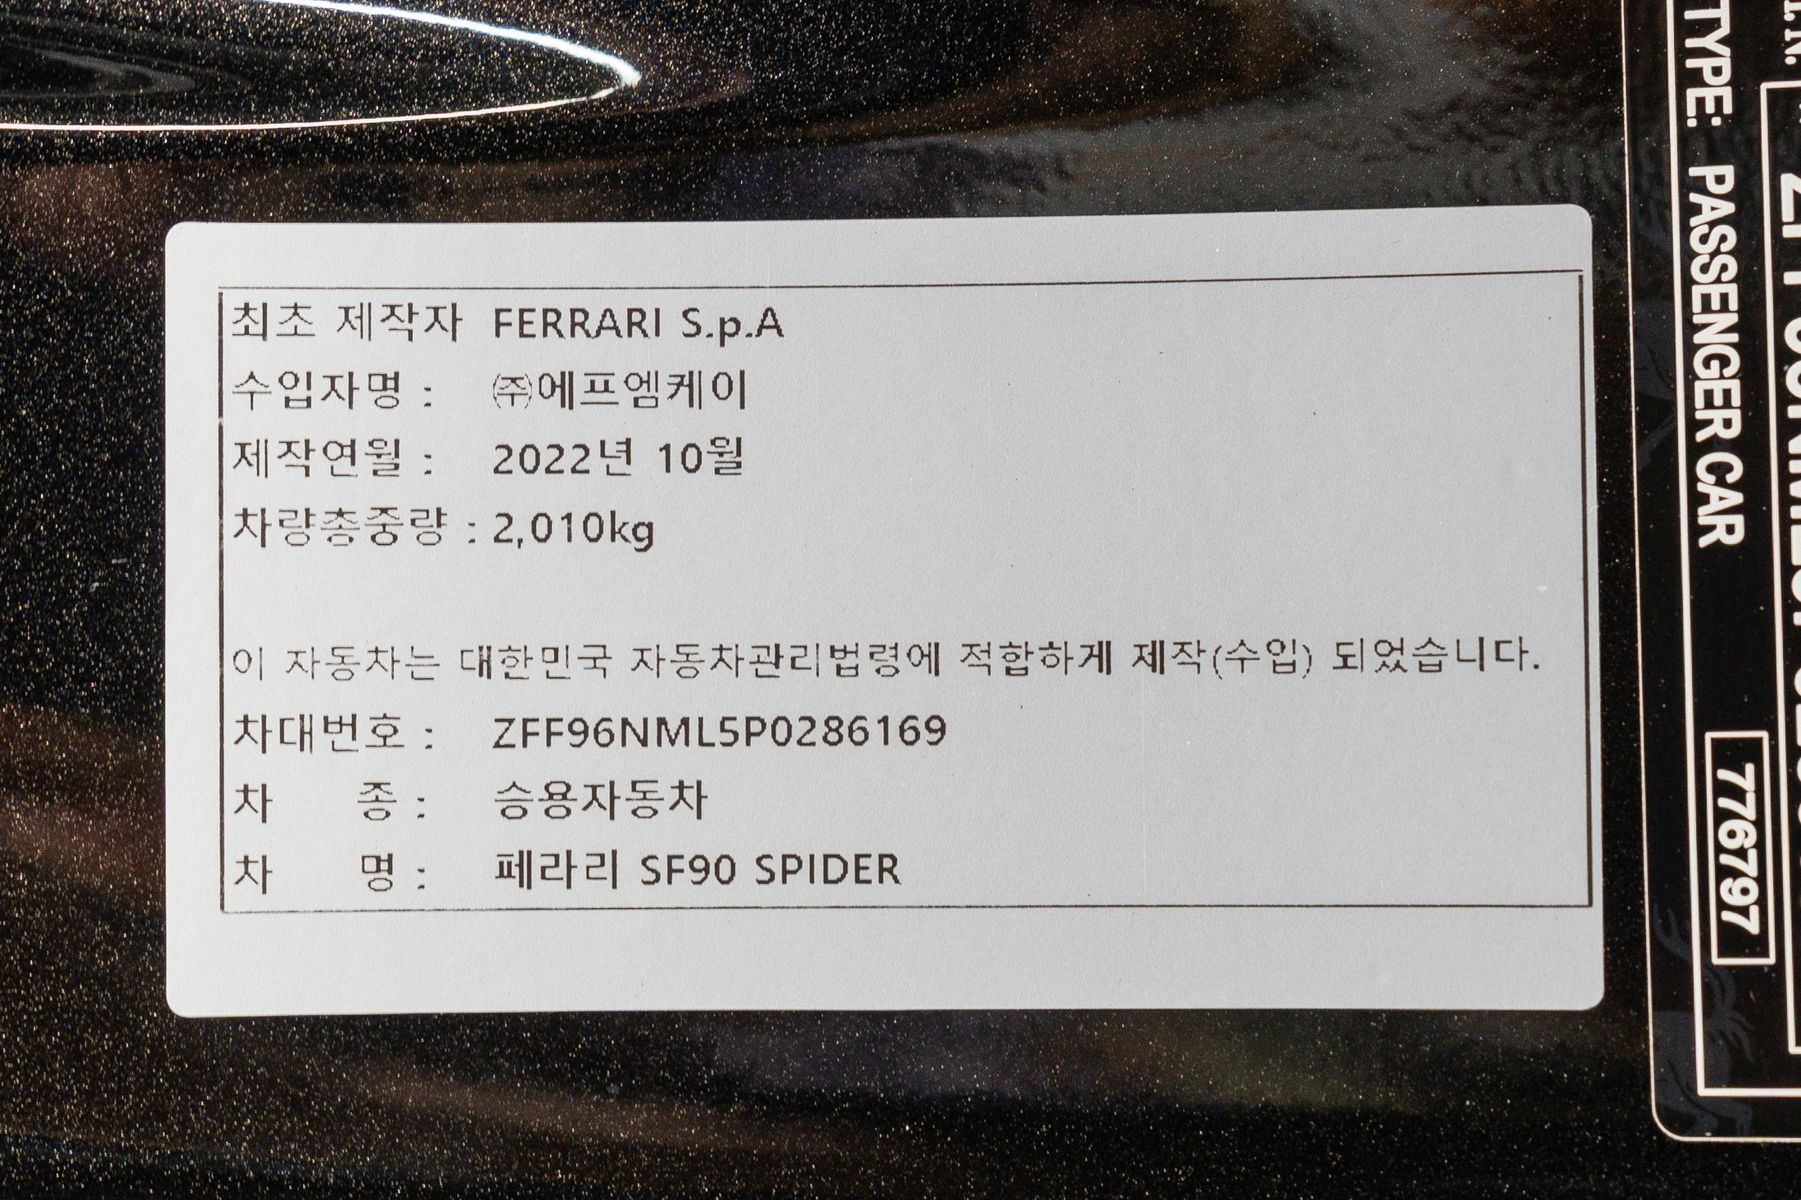 최초 제작자 FERRARI S.p.A
수입자명 : ㈜에프엠케이
제작연월 : 2022년 10월
차량총중량 : 2,010kg
이 자동차는 대한민국 자동차관리법령에 적합하게 제작(수입) 되었습니다.
차대번호 : ZFF96NML5P0286169
차 종 : 승용자동차
차 명 : 페라리 SF90 SPIDER
TYPE: PASSENGER CAR
776797